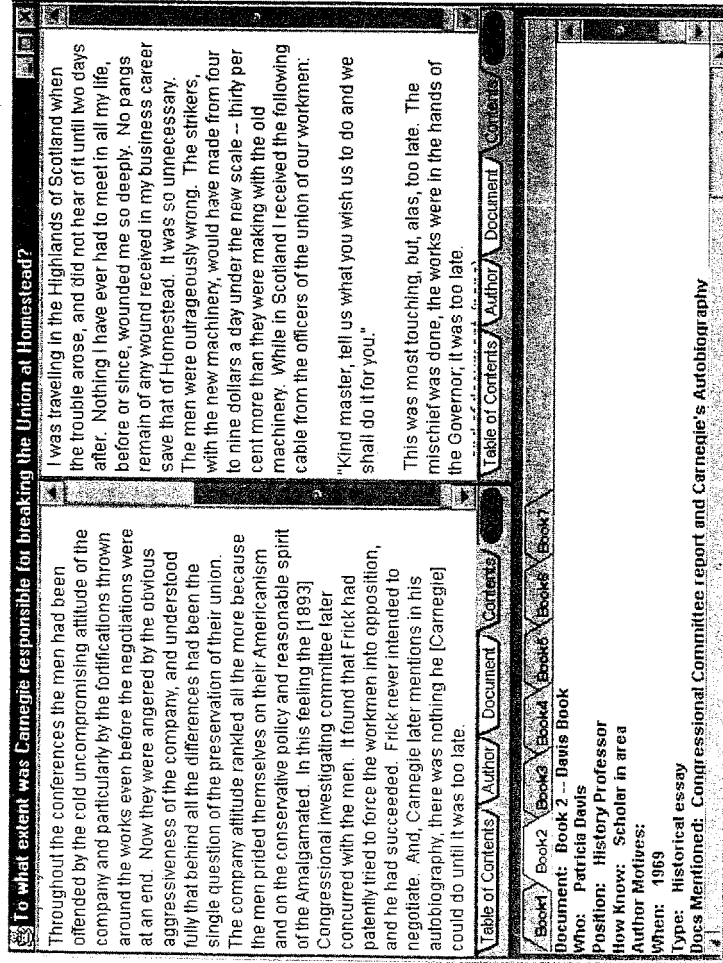 To what extent was Carnegie responsible for breaking the Union at Homestead?
Throughout the conferences the men had been
offended by the cold uncompromising attitude of the
company and particularly by the fortifications thrown
around the works even before the negotiations were
at an end. Now they were angered by the obvious
aggressiveness of the company, and understood
fully that behind all the differences had been the
single question of the preservation of their union.
The company attitude rankled all the more because
the men prided themselves on their Americanism
and on the conservative policy and reasonable spirit
of the Amalgamated. In this feeling the [1893]
Congressional investigating committee later
concurred with the men. It found that Frick had
patently tried to force the workmen into opposition,
and he had succeeded. Frick never intended to
negotiate. And, Carnegie later mentions in his
autobiography, there was nothing he [Carnegie]
could do until it was too late.
Table of Contents Author Document Contents
I was traveling in the Highlands of Scotland when
the trouble arose, and did not hear of it until two days
after. Nothing I have ever had to meet in all my life,
before or since, wounded me so deeply. No pangs
remain of any wound received in my business career
save that of Homestead. It was so unnecessary.
The men were outrageously wrong. The strikers,
with the new machinery, would have made from four
to nine dollars a day under the new scale -- thirty per
cent more than they were making with the old
machinery. While in Scotland I received the following
cable from the officers of the union of our workmen:
"Kind master, tell us what you wish us to do and we
shall do it for you."
This was most touching, but, alas, too late. The
mischief was done, the works were in the hands of
the Governor; it was too late.
Table of Contents Author Document Contents
Book1 Book2 Book3 Book4 Book5 Book6 Book7
Document: Book 2 -- Davis Book
Who: Patricia Davis
Position: History Professor
How Know: Scholar in area
Author Motives:
When: 1969
Type: Historical essay
Docs Mentioned: Congressional Committee report and Carnegie's Autobiography